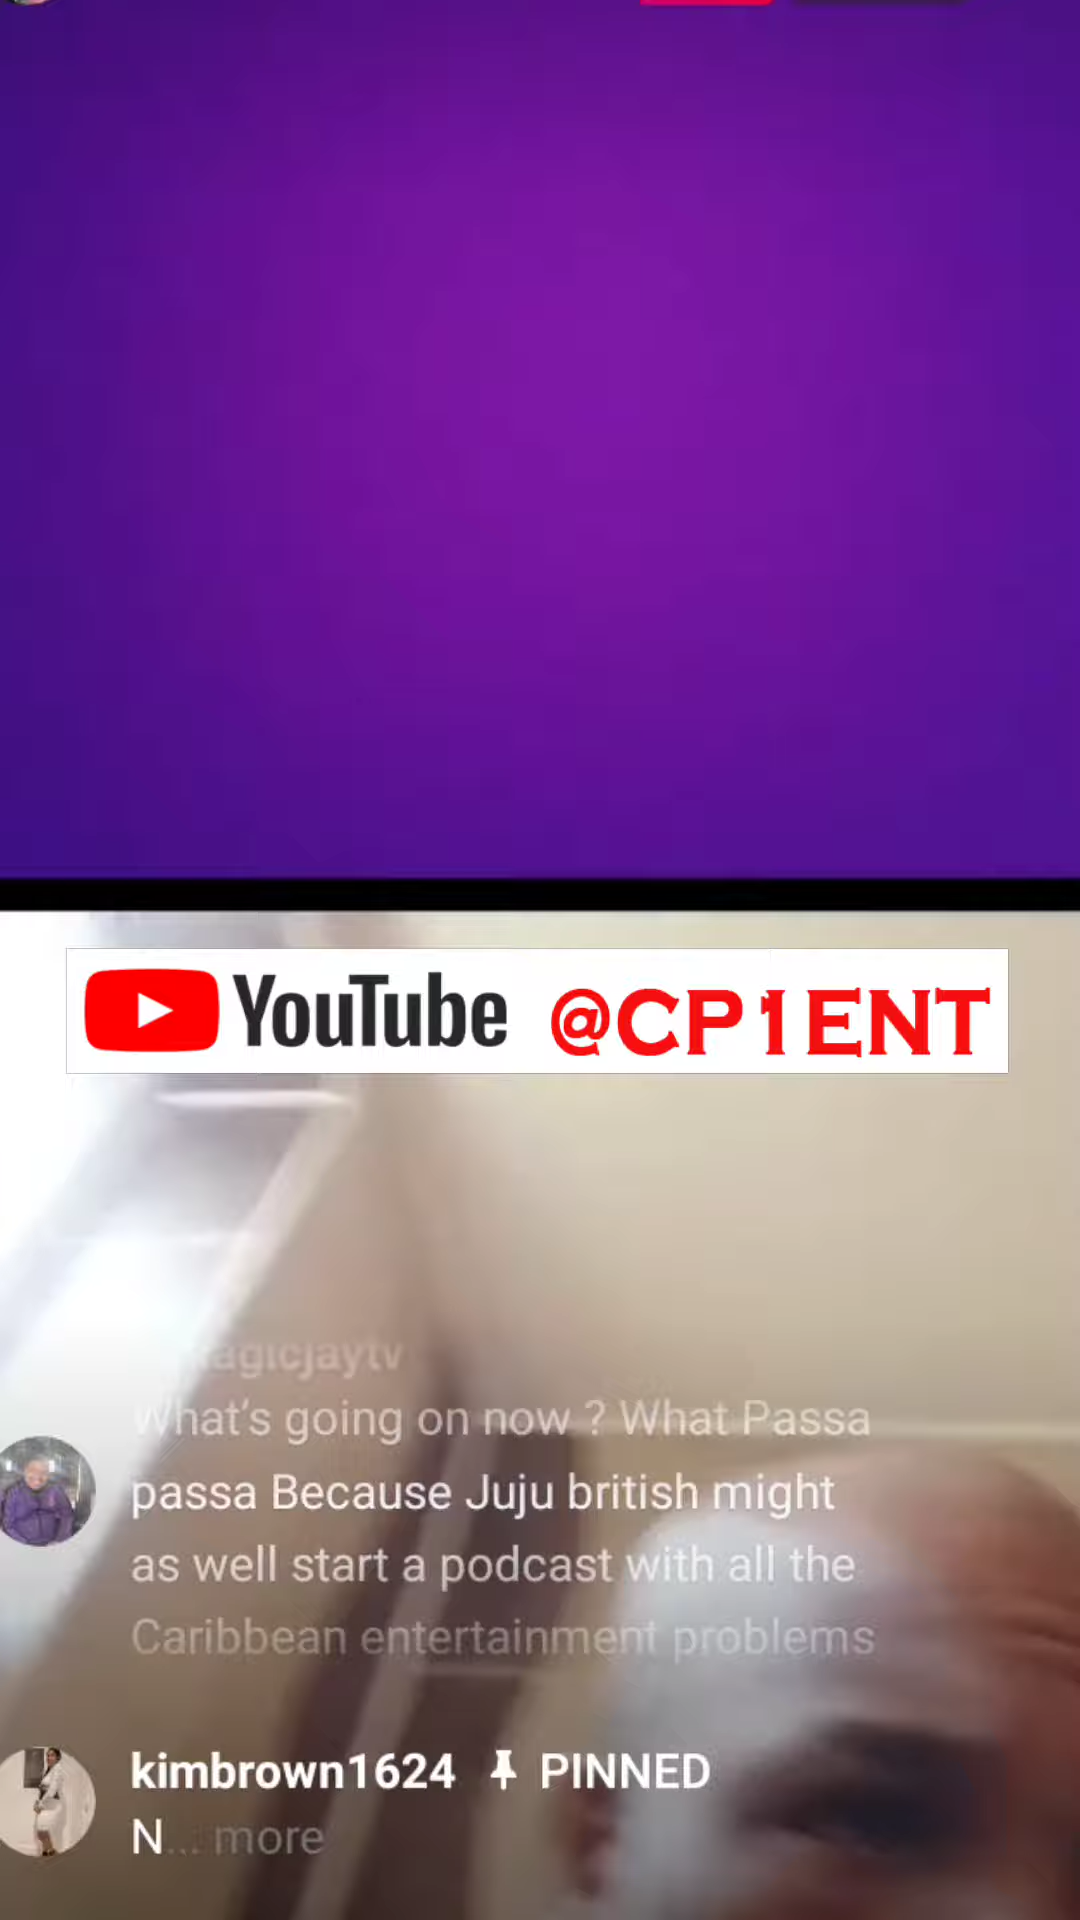 YouTube @CP1ENT
agicjaytv
What's going on now ? What Passa
passa Because Juju british might
as well start a podcast with all the
Caribbean entertainment problems
kimbrown1624 PINNED
N... more